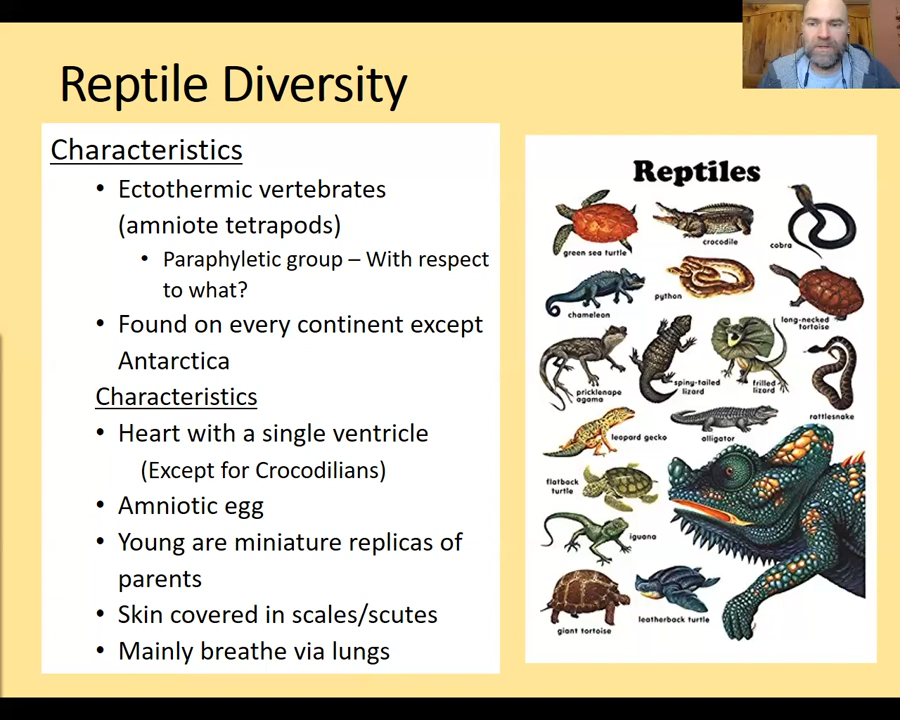 Reptile Diversity
Characteristics
• Ectothermic vertebrates
(amniote tetrapods)
• Paraphyletic group – With respect
to what?
• Found on every continent except
Antarctica
Characteristics
• Heart with a single ventricle
(Except for Crocodilians)
• Amniotic egg
• Young are miniature replicas of
parents
• Skin covered in scales/scutes
• Mainly breathe via lungs
Reptiles
green sea turtle
crocodile
cobra
chameleon
python
long-necked
tortoise
pricklenape
agama
spiny-tailed
lizard
frilled
lizard
rattlesnake
leopard gecko
alligator
flatback
turtle
iguana
giant tortoise
leatherback turtle